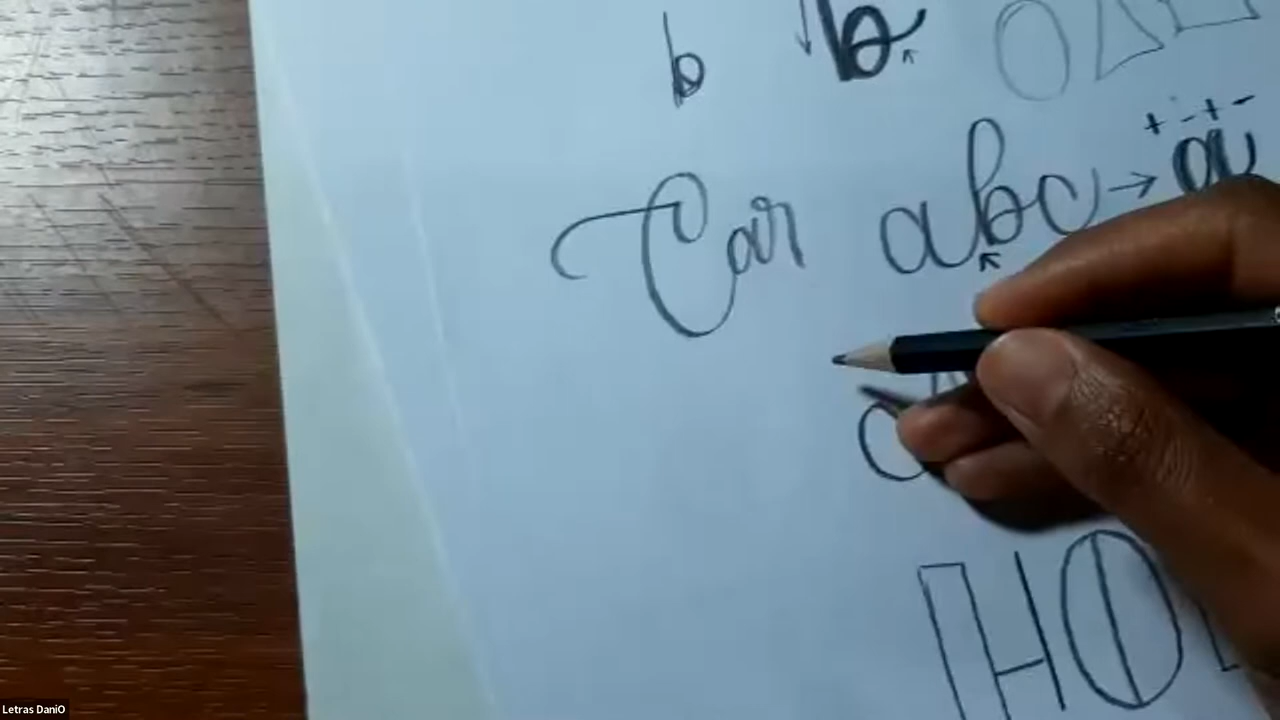 b b
Car abc → a
+ - + -
HO
Letras DaniO